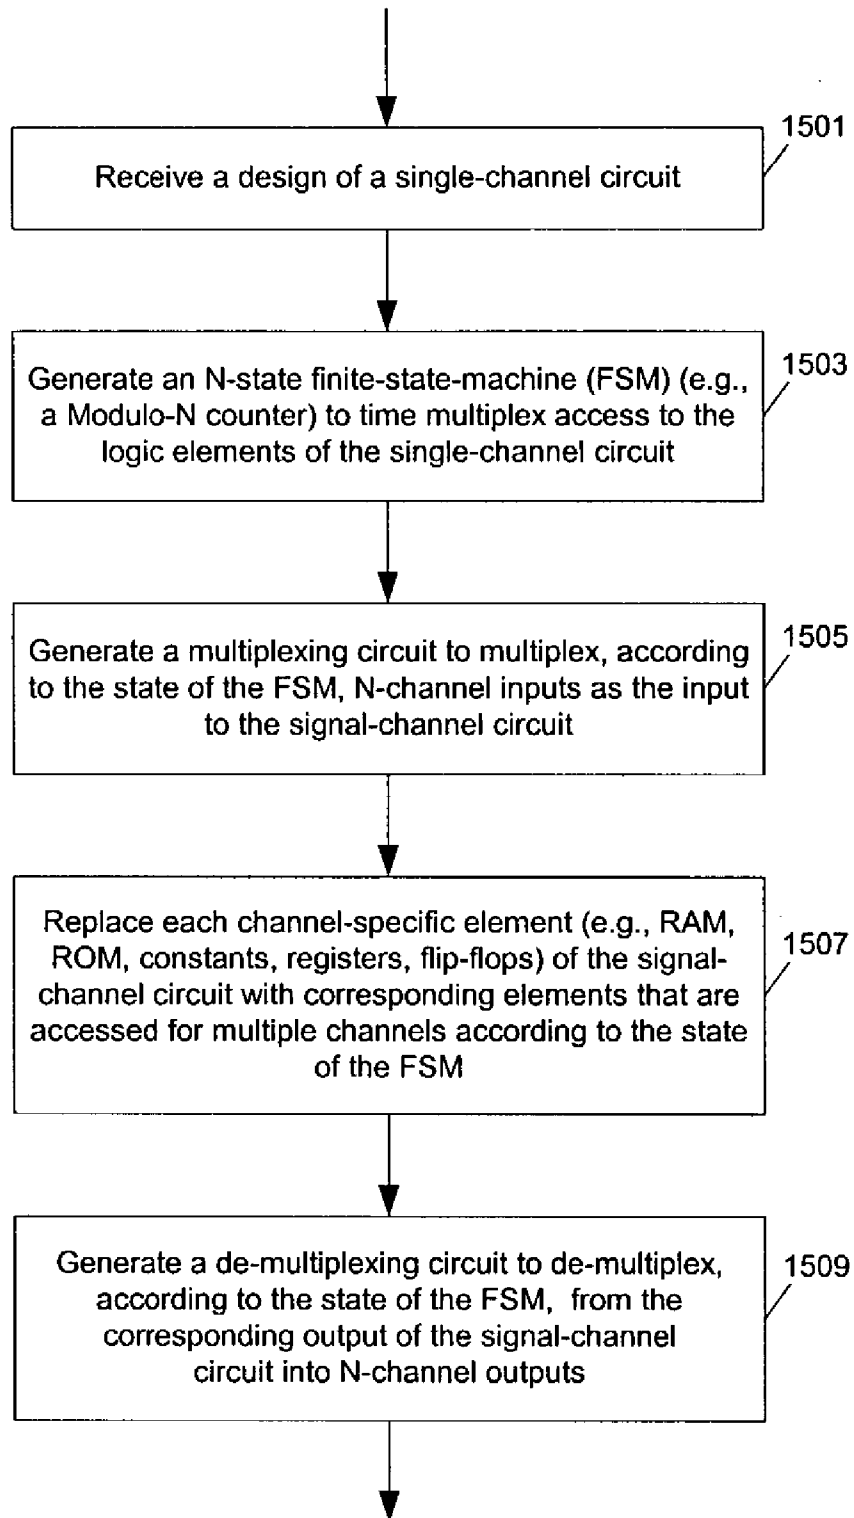 1501
Receive a design of a single-channel circuit
1503
Generate an N-state finite-state-machine (FSM) (e.g.,
a Modulo-N counter) to time multiplex access to the
logic elements of the single-channel circuit
1505
Generate a multiplexing circuit to multiplex, according
to the state of the FSM, N-channel inputs as the input
to the signal-channel circuit
1507
Replace each channel-specific element (e.g., RAM,
ROM, constants, registers, flip-flops) of the signal-
channel circuit with corresponding elements that are
accessed for multiple channels according to the state
of the FSM
1509
Generate a de-multiplexing circuit to de-multiplex,
according to the state of the FSM, from the
corresponding output of the signal-channel
circuit into N-channel outputs